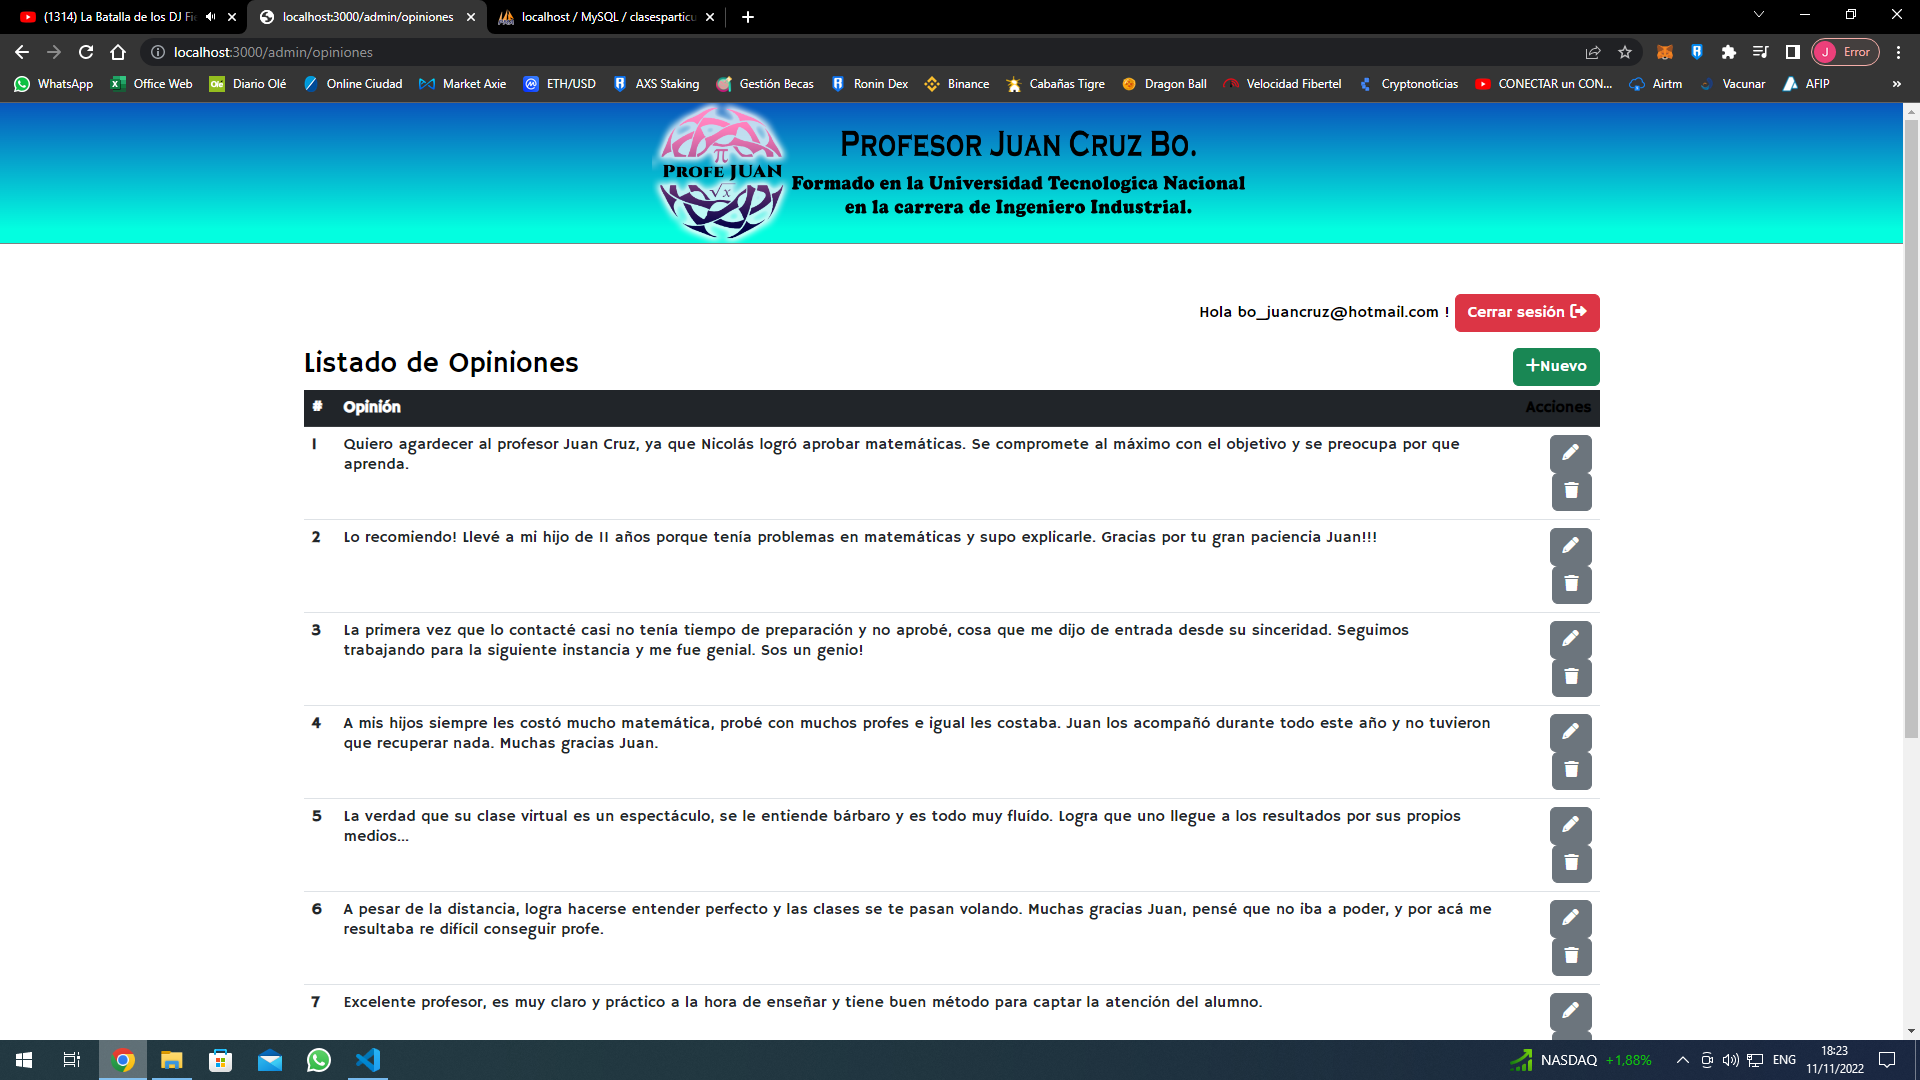 (1314) La Batalla de los DJ Fie
localhost:3000/admin/opiniones
localhost / MySQL / clasesparticu
localhost:3000/admin/opiniones
J Error
WhatsApp
Office Web
Diario Olé
Online Ciudad
Market Axie
ETH/USD
AXS Staking
Gestión Becas
Ronin Dex
Binance
Cabañas Tigre
Dragon Ball
Velocidad Fibertel
Cryptonoticias
CONECTAR un CON...
Airtm
Vacunar
AFIP
»
π
PROFE JUAN
√x
PROFESOR JUAN CRUZ BO.
Formado en la Universidad Tecnologica Nacional
en la carrera de Ingeniero Industrial.
Hola bo_juancruz@hotmail.com !
Cerrar sesión
Listado de Opiniones
+Nuevo
# Opinión Acciones
1 Quiero agardecer al profesor Juan Cruz, ya que Nicolás logró aprobar matemáticas. Se compromete al máximo con el objetivo y se preocupa por que
aprenda.
2 Lo recomiendo! Llevé a mi hijo de 11 años porque tenía problemas en matemáticas y supo explicarle. Gracias por tu gran paciencia Juan!!!
3 La primera vez que lo contacté casi no tenía tiempo de preparación y no aprobé, cosa que me dijo de entrada desde su sinceridad. Seguimos
trabajando para la siguiente instancia y me fue genial. Sos un genio!
4 A mis hijos siempre les costó mucho matemática, probé con muchos profes e igual les costaba. Juan los acompañó durante todo este año y no tuvieron
que recuperar nada. Muchas gracias Juan.
5 La verdad que su clase virtual es un espectáculo, se le entiende bárbaro y es todo muy fluído. Logra que uno llegue a los resultados por sus propios
medios...
6 A pesar de la distancia, logra hacerse entender perfecto y las clases se te pasan volando. Muchas gracias Juan, pensé que no iba a poder, y por acá me
resultaba re difícil conseguir profe.
7 Excelente profesor, es muy claro y práctico a la hora de enseñar y tiene buen método para captar la atención del alumno.
NASDAQ +1,88%
ENG
18:23
11/11/2022